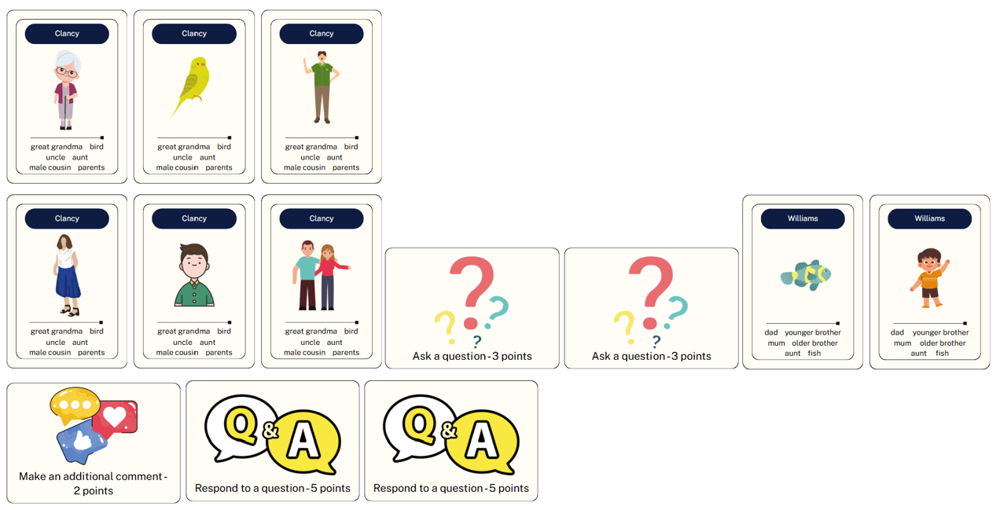 Clancy
great grandma bird
uncle aunt
male cousin parents
Clancy
great grandma bird
uncle aunt
male cousin parents
Clancy
great grandma bird
uncle aunt
male cousin parents
Clancy
great grandma bird
uncle aunt
male cousin parents
Clancy
great grandma bird
uncle aunt
male cousin parents
Clancy
great grandma bird
uncle aunt
male cousin parents
? ? ? ?
Ask a question - 3 points
? ? ? ?
Ask a question - 3 points
Williams
dad younger brother
mum older brother
aunt fish
Williams
dad younger brother
mum older brother
aunt fish
Make an additional comment -
2 points
Q & A
Respond to a question - 5 points
Q & A
Respond to a question - 5 points